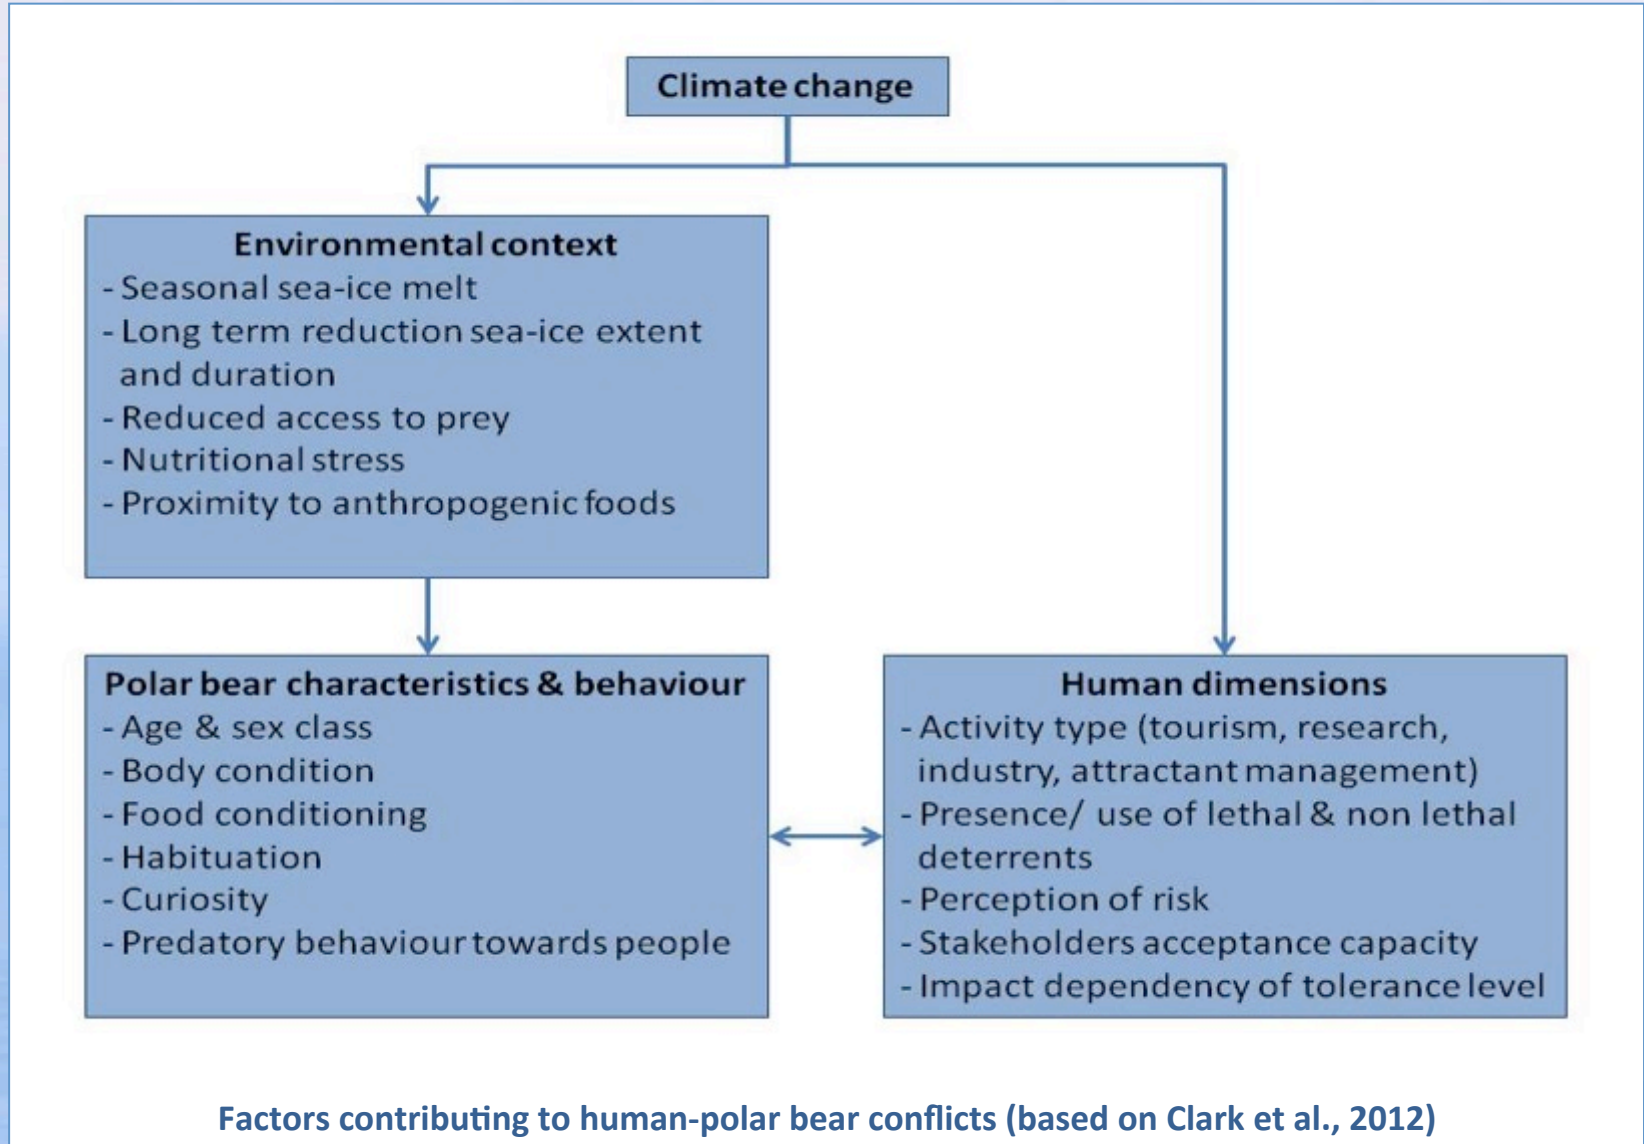 Climate change
Environmental context
- Seasonal sea-ice melt
- Long term reduction sea-ice extent
and duration
- Reduced access to prey
- Nutritional stress
- Proximity to anthropogenic foods
Polar bear characteristics & behaviour
- Age & sex class
- Body condition
- Food conditioning
- Habituation
- Curiosity
- Predatory behaviour towards people
Human dimensions
- Activity type (tourism, research,
industry, attractant management)
- Presence/ use of lethal & non lethal
deterrents
- Perception of risk
- Stakeholders acceptance capacity
- Impact dependency of tolerance level
Factors contributing to human-polar bear conflicts (based on Clark et al., 2012)